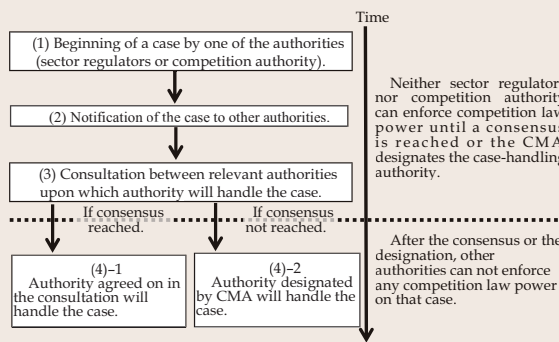 Time
(1) Beginning of a case by one of the authorities
(sector regulators or competition authority).
(2) Notification of the case to other authorities.
(3) Consultation between relevant authorities
upon which authority will handle the case.
Neither sector regulator
nor competition authority
can enforce competition law
power until a consensus
is reached or the CMA
designates the case-handling
authority.
If consensus
reached.
If consensus
not reached.
(4)–1
Authority agreed on in
the consultation will
handle the case.
(4)–2
Authority designated
by CMA will handle the
case.
After the consensus or the
designation, other
authorities can not enforce
any competition law power
on that case.